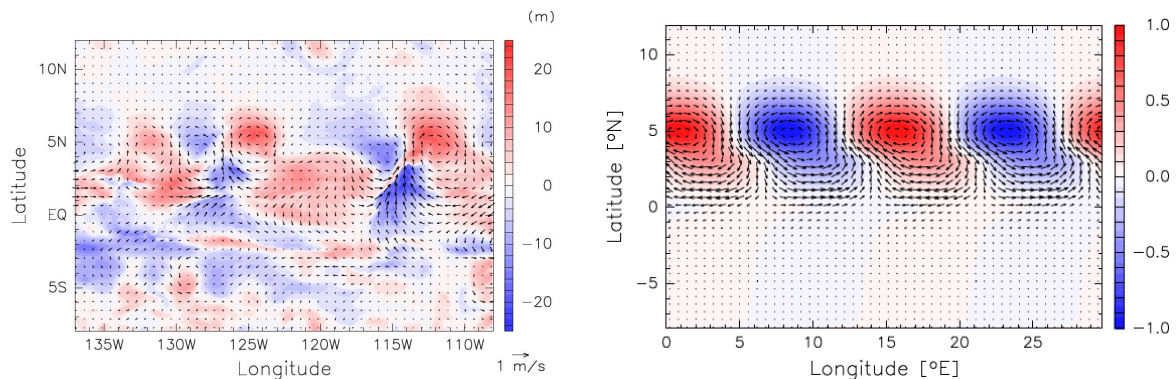 (m)
10N
5N
EQ
5S
Latitude
135W 130W 125W 120W 115W 110W
Longitude
20
10
0
-10
-20
1 m/s
10
5
0
-5
Latitude [ºN]
0 5 10 15 20 25
Longitude [ºE]
1.0
0.5
0.0
-0.5
-1.0